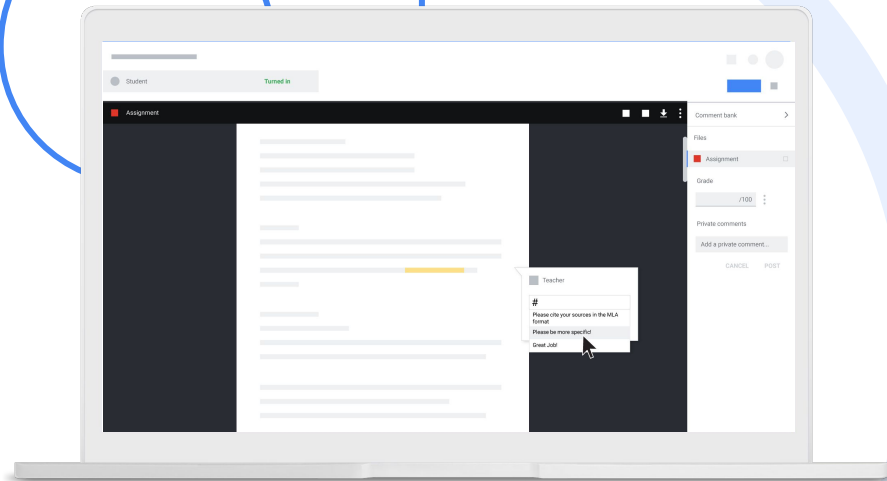 Student
Turned in
Assignment
Comment bank
Files
Assignment
Grade
/100
Private comments
Add a private comment...
CANCEL POST
Teacher
#
Please cite your sources in the MLA
format
Please be more specific!
Great Job!